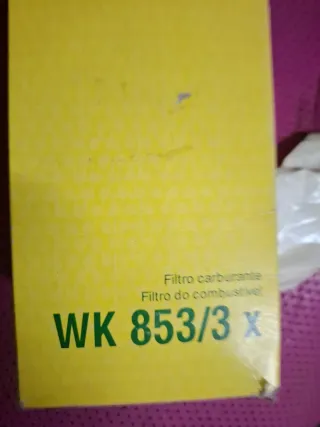 Filtro carburante
Filtro do combustível
WK 853/3 x